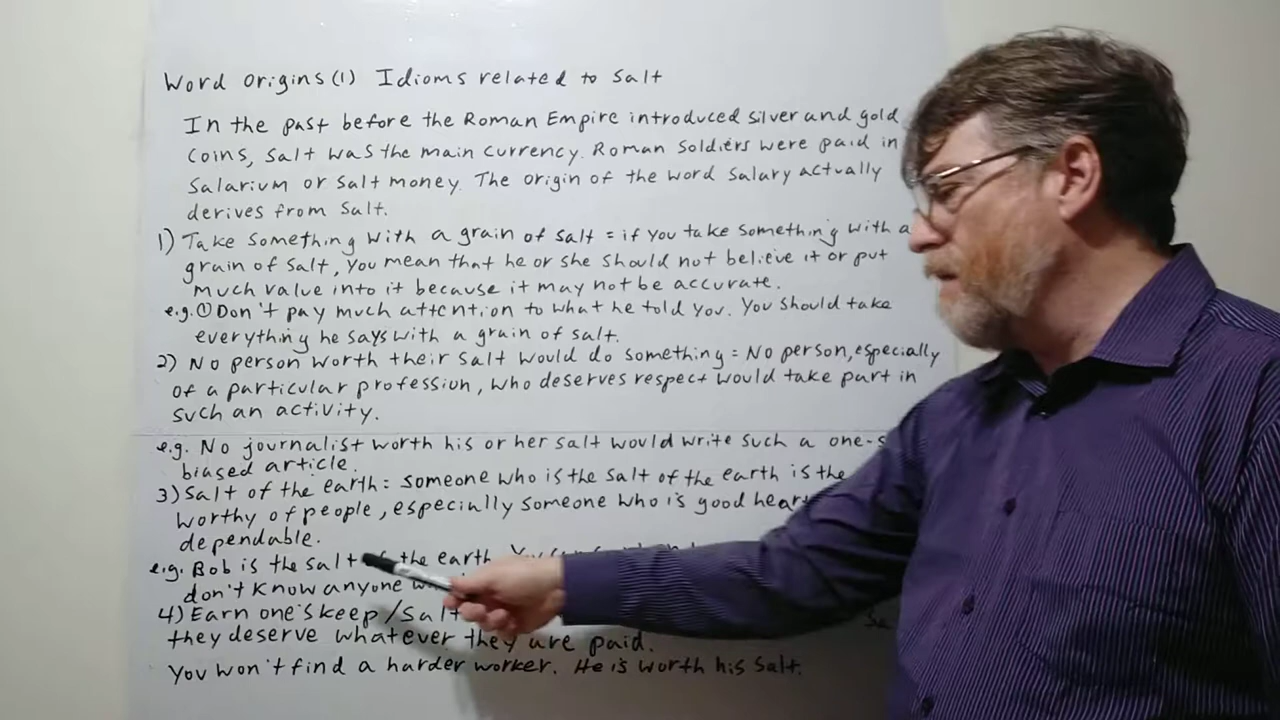 Word Origins (1) Idioms related to Salt
In the past before the Roman Empire introduced silver and gold
coins, salt was the main currency. Roman Soldiers were paid in
Salarium or Salt money. The origin of the word salary actually
derives from Salt.
1) Take something with a grain of salt = if you take something with a
grain of salt, you mean that he or she should not believe it or put
much value into it because it may not be accurate.
e.g. ① Don't pay much attention to what he told you. You should take
everything he says with a grain of salt.
2) No person worth their salt would do something = No person, especially
of a particular profession, who deserves respect would take part in
such an activity.
e.g. No journalist worth his or her salt would write such a one-s
biased article.
3) Salt of the earth: someone who is the salt of the earth is the
worthy of people, especially someone who is good hear
dependable.
e.g. Bob is the salt the earth.
don't know anyone
4) Earn one's keep / Salt
they deserve whatever they are paid.
You won't find a harder worker. He is worth his salt.